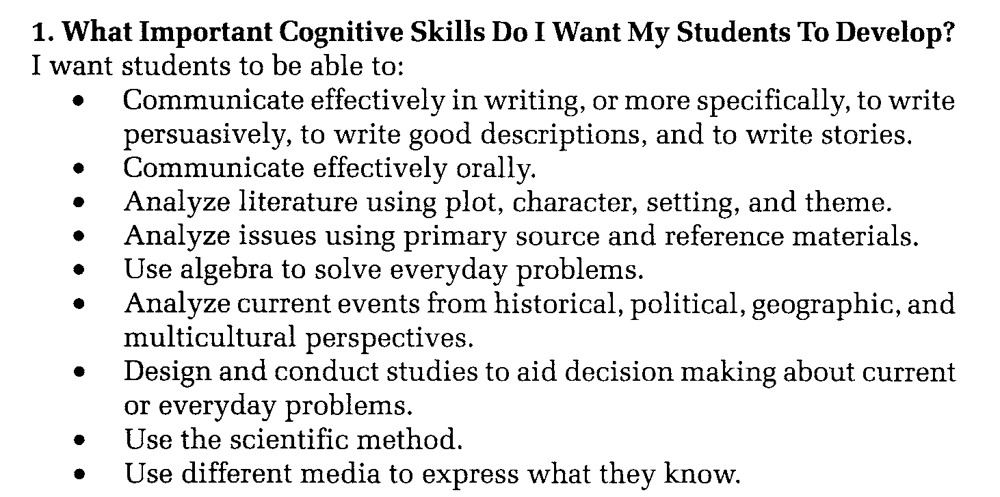 1. What Important Cognitive Skills Do I Want My Students To Develop?
I want students to be able to:
• Communicate effectively in writing, or more specifically, to write
persuasively, to write good descriptions, and to write stories.
• Communicate effectively orally.
• Analyze literature using plot, character, setting, and theme.
• Analyze issues using primary source and reference materials.
• Use algebra to solve everyday problems.
• Analyze current events from historical, political, geographic, and
multicultural perspectives.
• Design and conduct studies to aid decision making about current
or everyday problems.
• Use the scientific method.
• Use different media to express what they know.